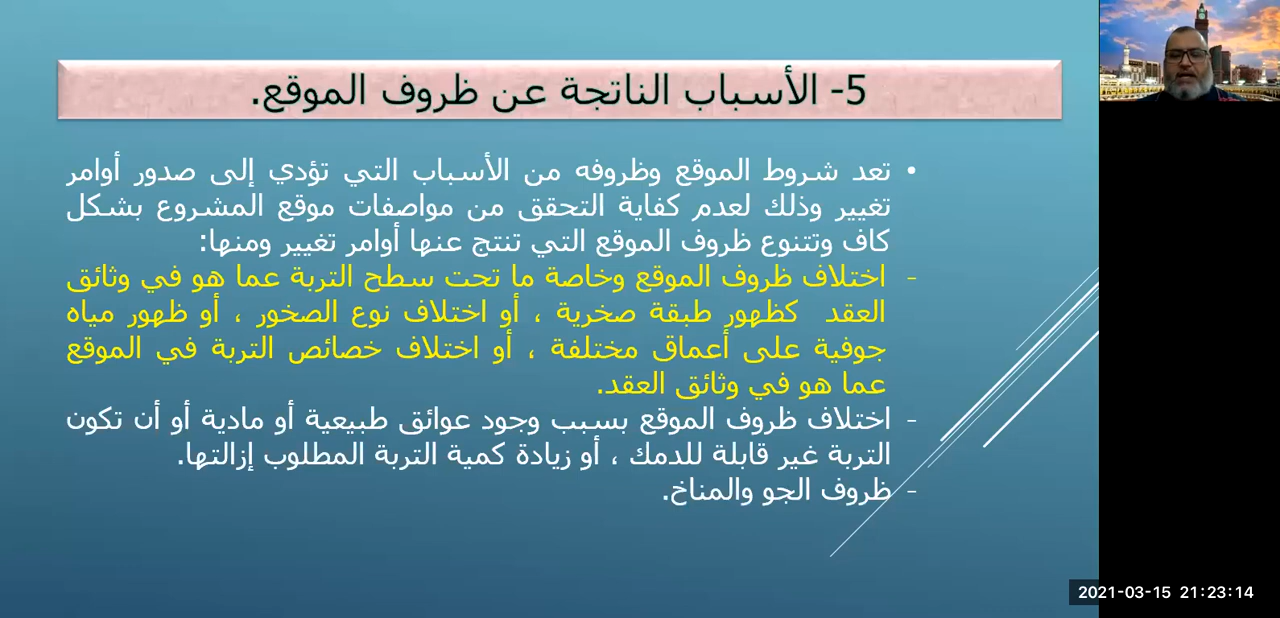 5- الأسباب الناتجة عن ظروف الموقع.
• تعد شروط الموقع وظروفه من الأسباب التي تؤدي إلى صدور أوامر
تغيير وذلك لعدم كفاية التحقق من مواصفات موقع المشروع بشكل
كاف وتتنوع ظروف الموقع التي تنتج عنها أوامر تغيير ومنها:
- اختلاف ظروف الموقع وخاصة ما تحت سطح التربة عما هو في وثائق
العقد كظهور طبقة صخرية ، أو اختلاف نوع الصخور ، أو ظهور مياه
جوفية على أعماق مختلفة ، أو اختلاف خصائص التربة في الموقع
عما هو في وثائق العقد.
- اختلاف ظروف الموقع بسبب وجود عوائق طبيعية أو مادية أو أن تكون
التربة غير قابلة للدمك ، أو زيادة كمية التربة المطلوب إزالتها.
- ظروف الجو والمناخ.
2021-03-15 21:23:14